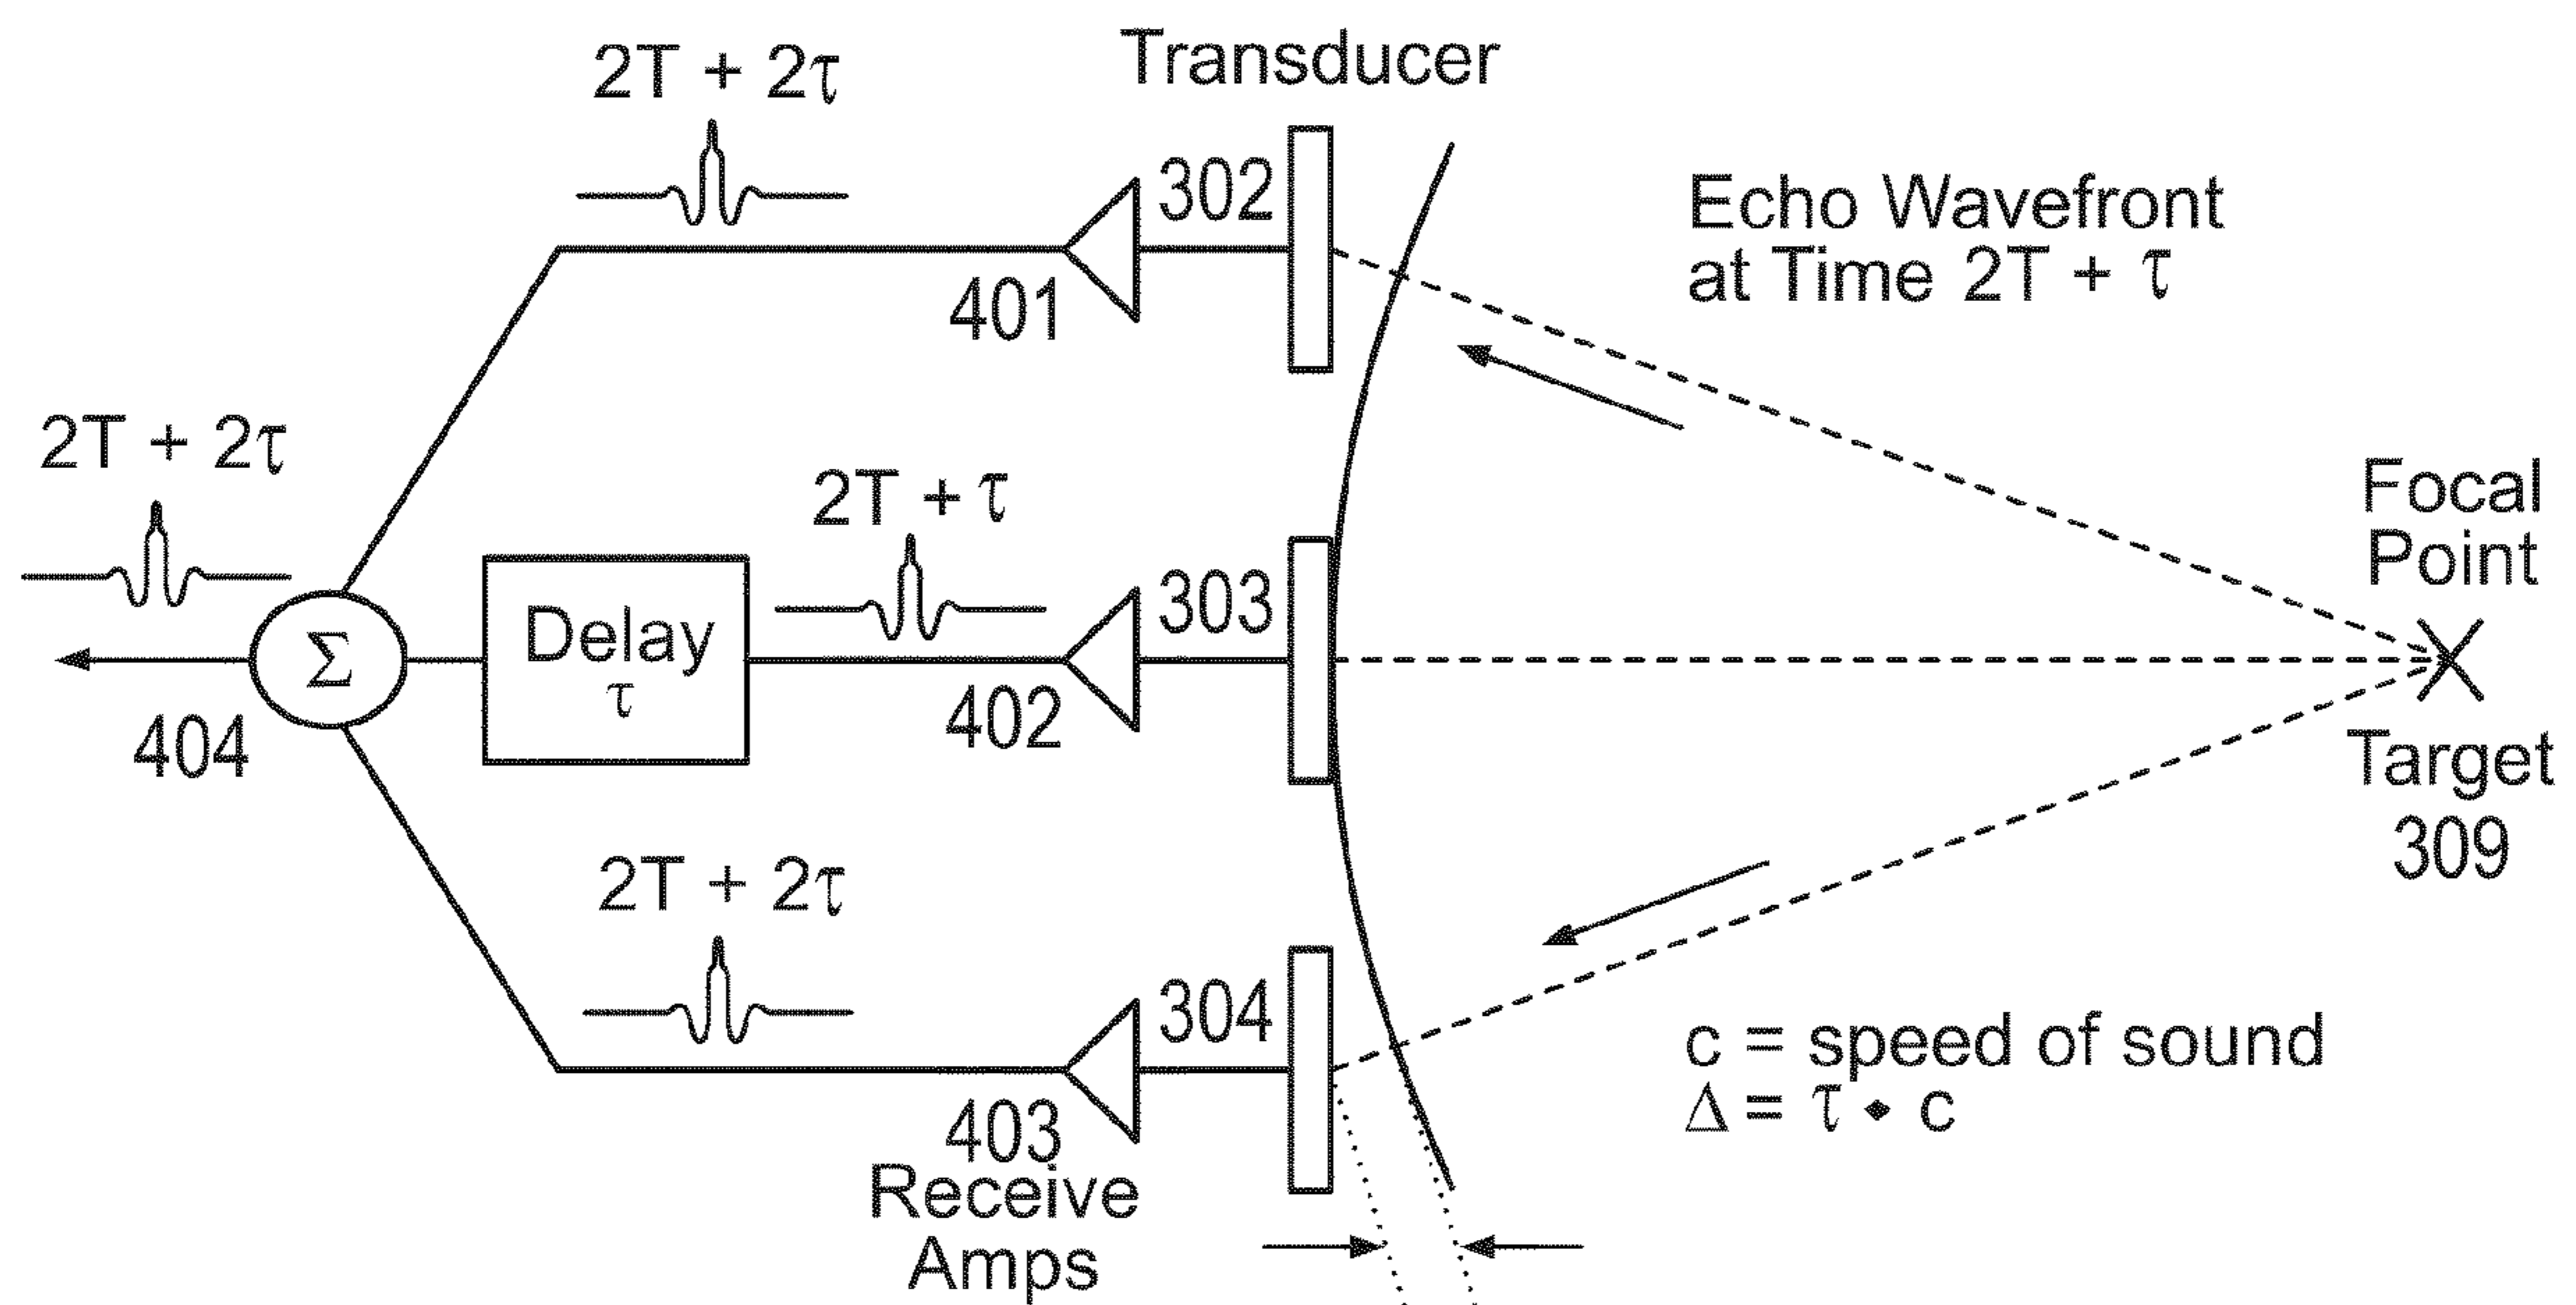 Transducer
2T + 2τ
302
401
Echo Wavefront
at Time 2T + τ
2T + 2τ
2T + τ
303
402
Delay
τ
Σ
404
Focal
Point
Target
309
2T + 2τ
304
403
Receive
Amps
c = speed of sound
Δ = τ • c